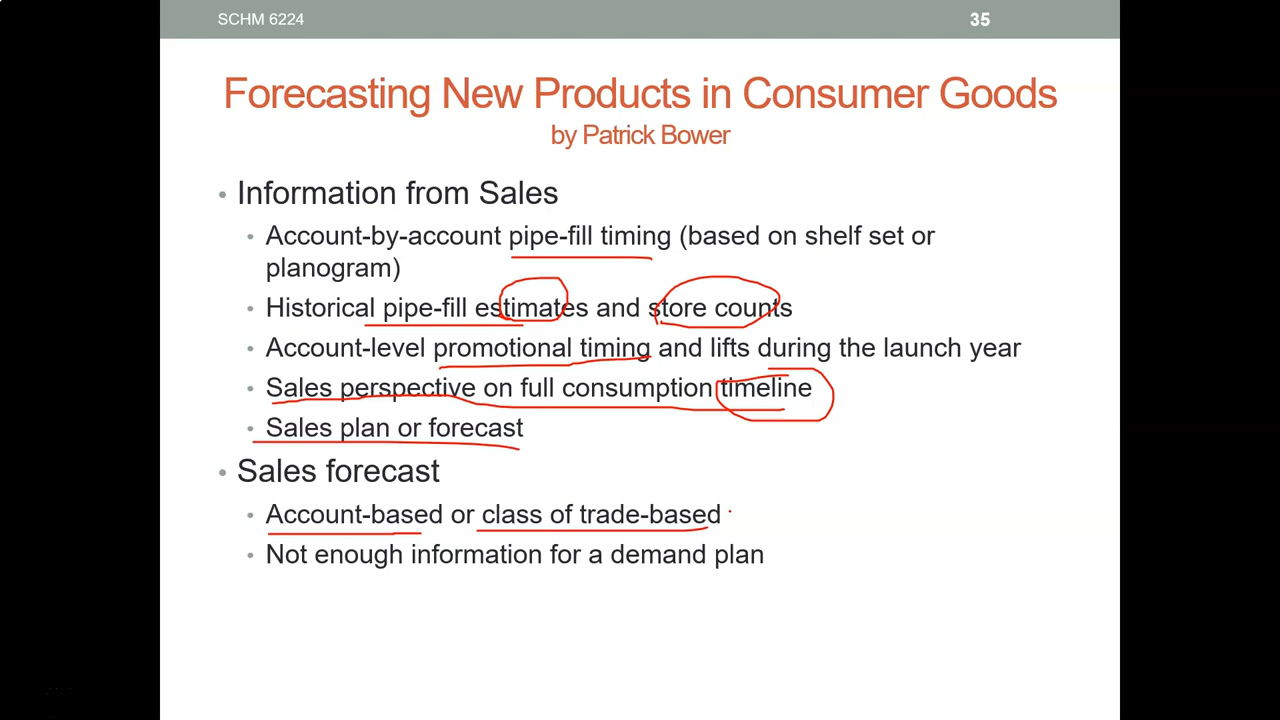 SCHM 6224
35
Forecasting New Products in Consumer Goods
by Patrick Bower
• Information from Sales
• Account-by-account pipe-fill timing (based on shelf set or
planogram)
• Historical pipe-fill estimates and store counts
• Account-level promotional timing and lifts during the launch year
• Sales perspective on full consumption timeline
• Sales plan or forecast
• Sales forecast
• Account-based or class of trade-based
• Not enough information for a demand plan